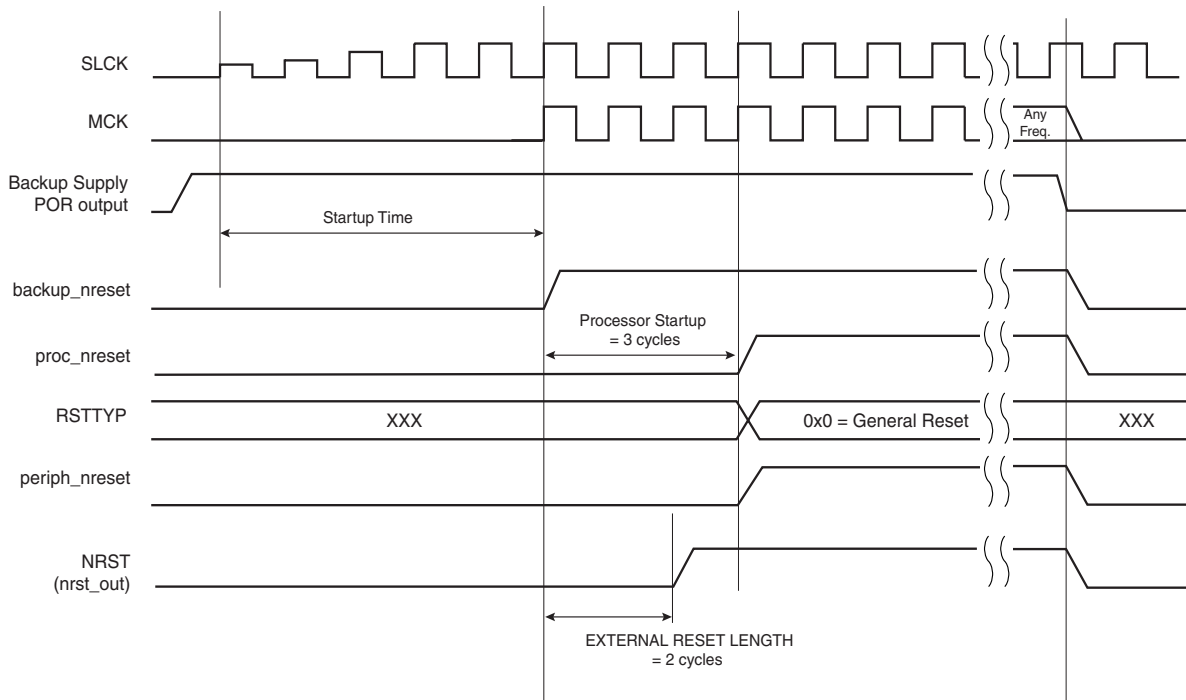 SLCK
MCK
Any
Freq.
Backup Supply
POR output
Startup Time
backup_nreset
Processor Startup
= 3 cycles
proc_nreset
RSTTYP
XXX
0x0 = General Reset
XXX
periph_nreset
NRST
(nrst_out)
EXTERNAL RESET LENGTH
= 2 cycles